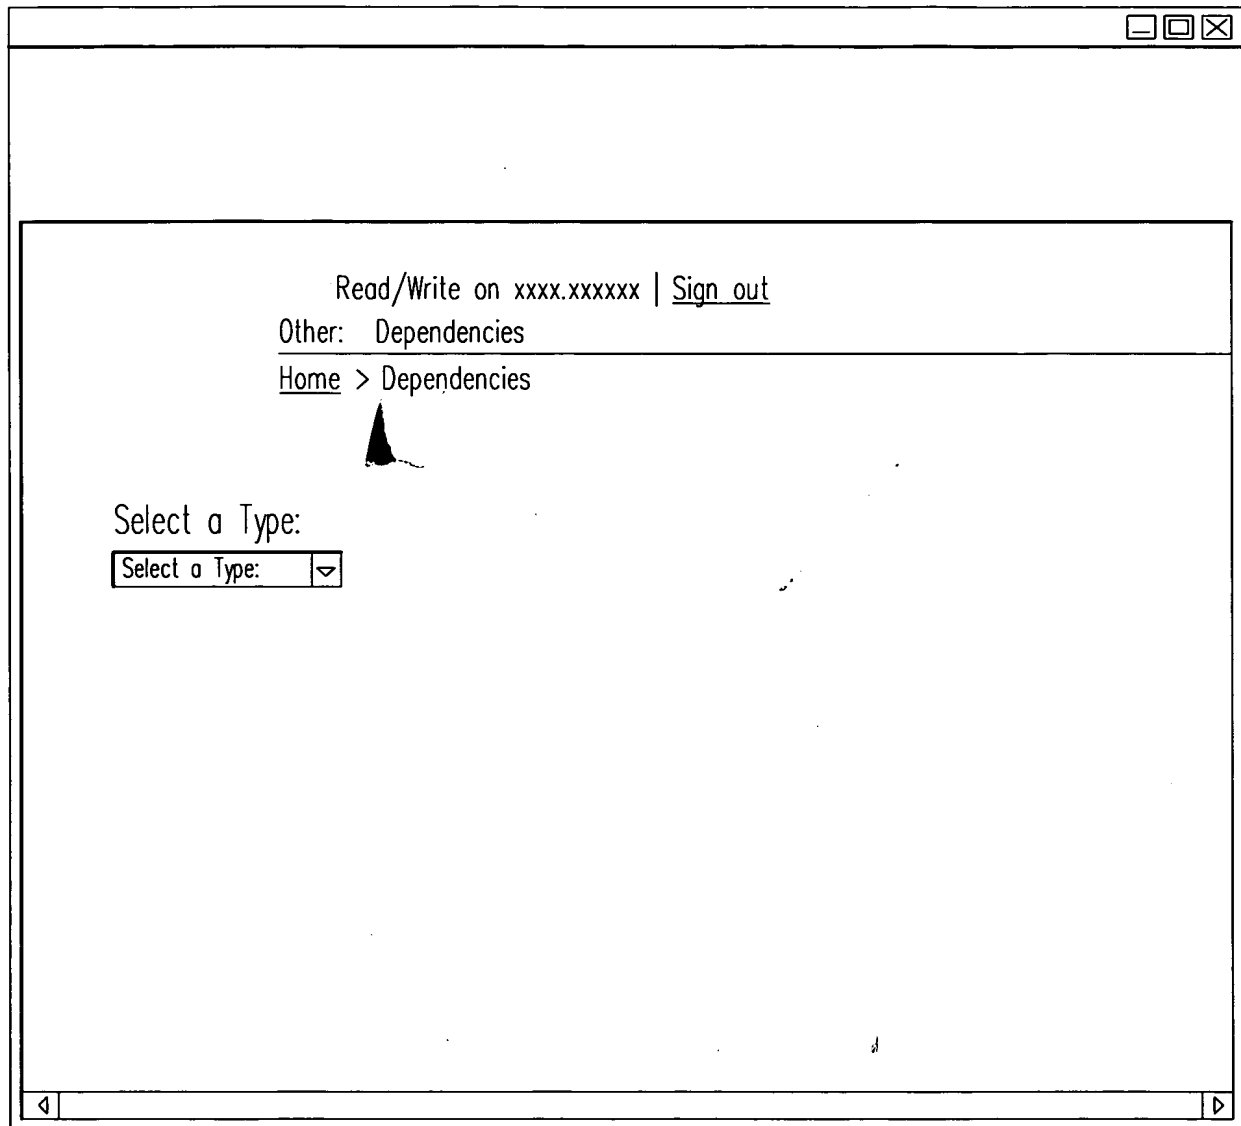 Read/Write on xxxx.xxxxxx | Sign out
Other: Dependencies
Home > Dependencies
Select a Type:
Select a Type: